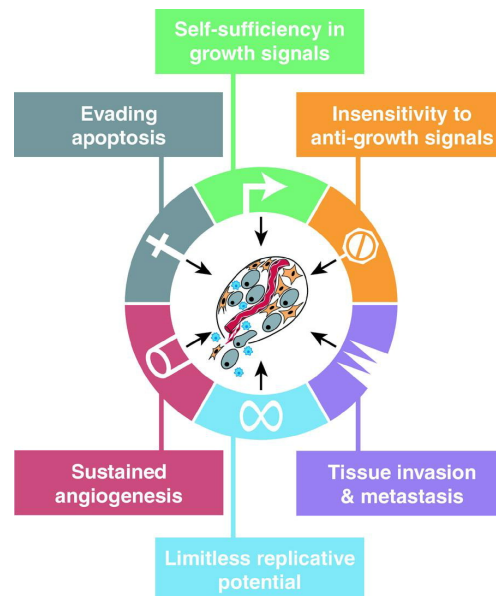 Self-sufficiency in
growth signals
Evading
apoptosis
Insensitivity to
anti-growth signals
Sustained
angiogenesis
Tissue invasion
& metastasis
Limitless replicative
potential